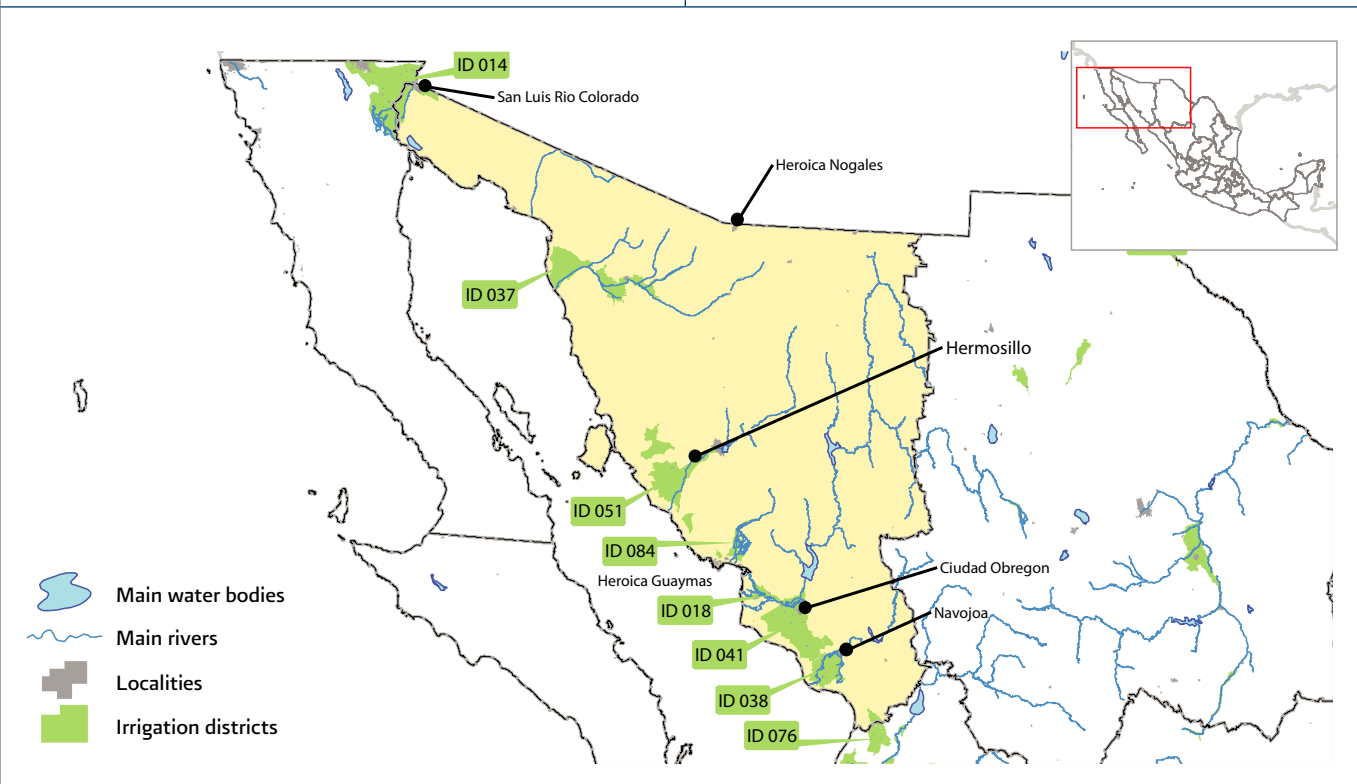 ID 014
San Luis Rio Colorado
Heroica Nogales
ID 037
Hermosillo
ID 051
ID 084
Heroica Guaymas
Ciudad Obregon
ID 018
Navojoa
ID 041
ID 038
ID 076
Main water bodies
Main rivers
Localities
Irrigation districts